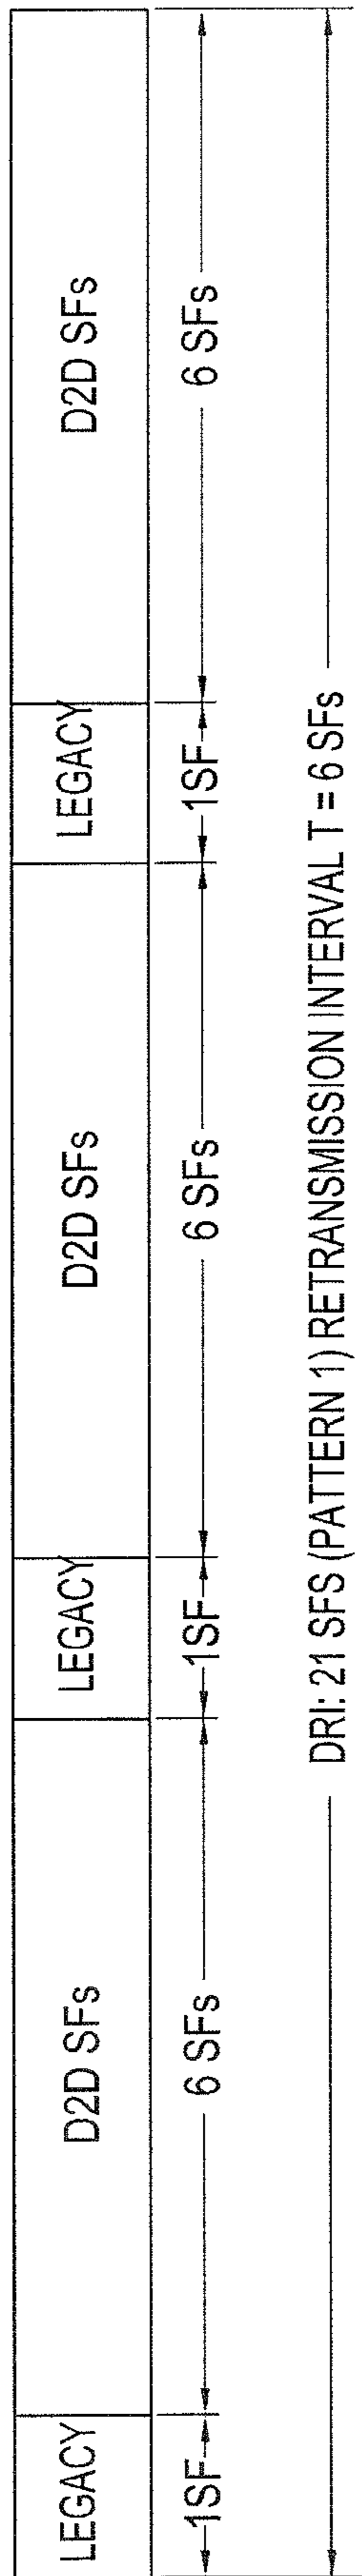 LEGACY
D2D SFs
LEGACY
D2D SFs
LEGACY
D2D SFs
1SF
6 SFs
1SF
6 SFs
1SF
6 SFs
DRI: 21 SFS (PATTERN 1) RETRANSMISSION INTERVAL T = 6 SFs